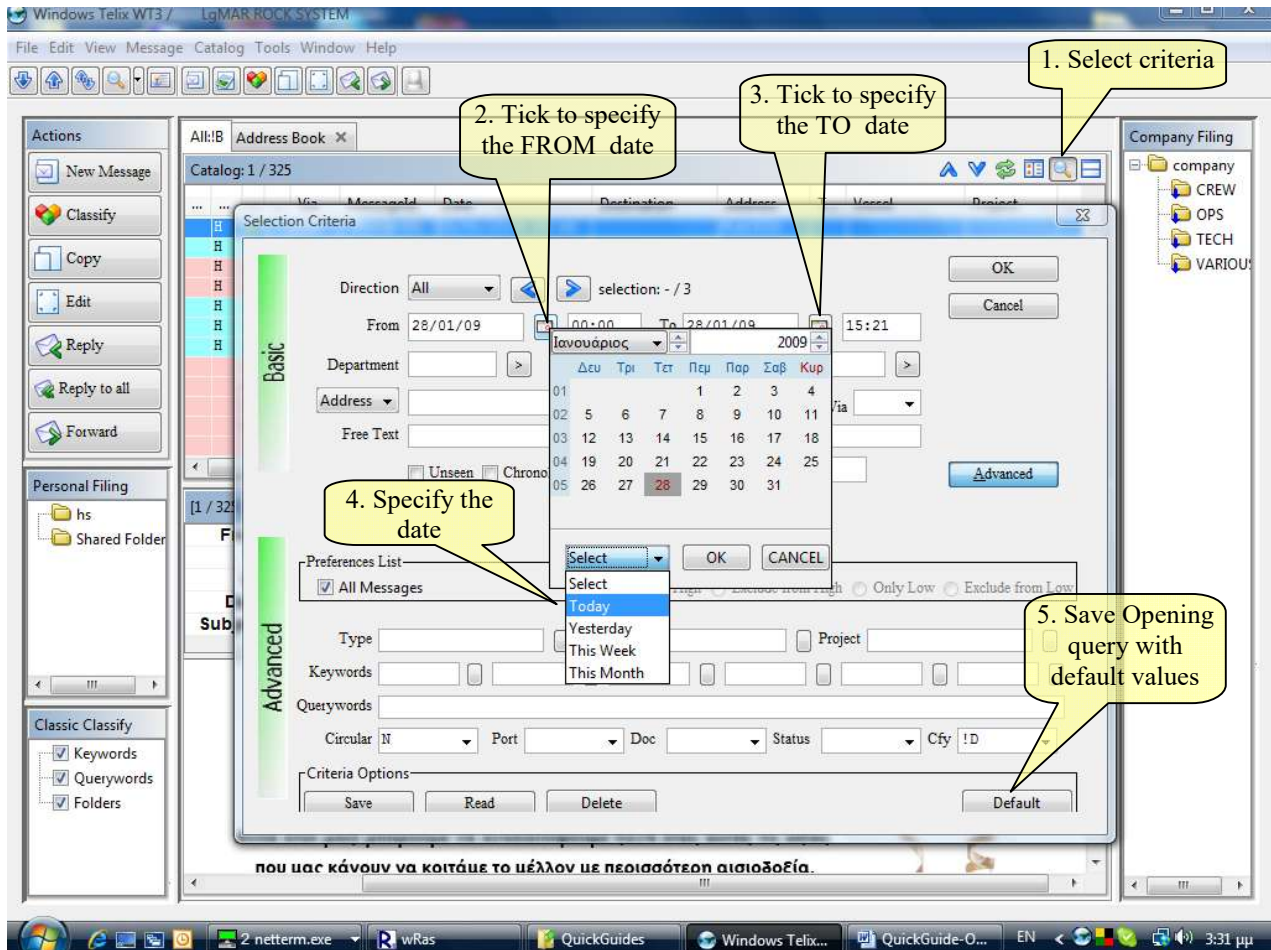 Windows Telix WT3 / LgMAR ROCK SYSTEM
File Edit View Message Catalog Tools Window Help
1. Select criteria
2. Tick to specify
the FROM date
3. Tick to specify
the TO date
Actions
New Message
Classify
Copy
Edit
Reply
Reply to all
Forward
All:!B Address Book
Catalog: 1 / 325
... ... Via MessageId Date Destination Address T... Vessel Project
H
H
H
H
H
H
H
Company Filing
company
CREW
OPS
TECH
VARIOU
Selection Criteria
Basic
Direction All selection: - / 3
OK
From 28/01/09 00:00 To 28/01/09 15:21
Cancel
Department > >
Address Via
Free Text
Unseen Chrono
Advanced
Ιανουάριος 2009
Δευ Τρι Τετ Πεμ Παρ Σαβ Κυρ
01 1 2 3 4
02 5 6 7 8 9 10 11
03 12 13 14 15 16 17 18
04 19 20 21 22 23 24 25
05 26 27 28 29 30 31
Select OK CANCEL
Select
Today
Yesterday
This Week
This Month
4. Specify the
date
Personal Filing
hs
Shared Folder
[1 / 325
F
D
Subj
Preferences List
All Messages High Exclude from High Only Low Exclude from Low
5. Save Opening
query with
default values
Advanced
Type Project
Keywords
Querywords
Circular N Port Doc Status Cfy !D
Criteria Options
Save Read Delete Default
Classic Classify
Keywords
Querywords
Folders
που μας κάνουν να κοιτάμε το μέλλον με περισσότερη αισιοδοξία.
2 netterm.exe wRas QuickGuides Windows Telix... QuickGuide-O... EN 3:31 μμ